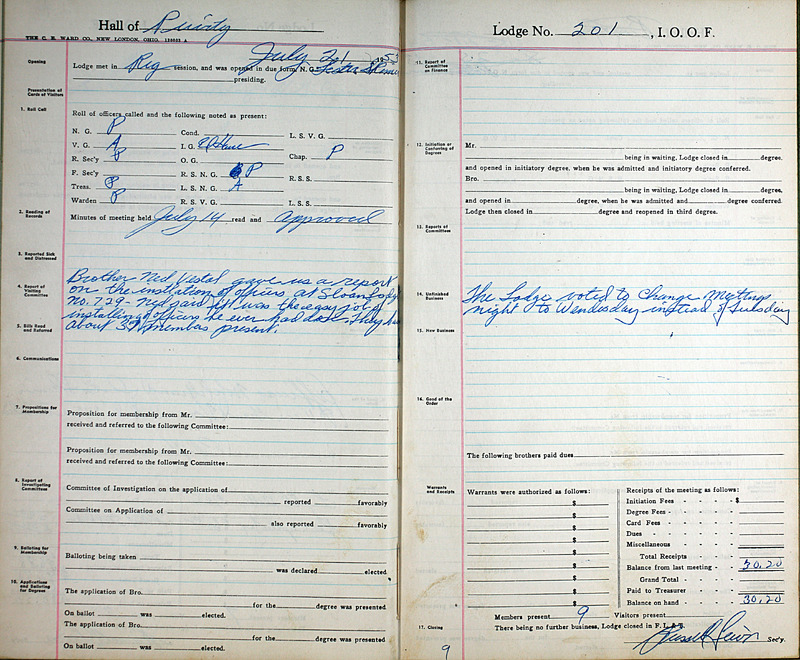 Hall of Purity
THE C. E. WARD CO., NEW LONDON, OHIO.
July 21
Opening
Lodge met in Reg session, and was opened in due form, N. G.
presiding.
Presentation of Cards of Visitors
1. Roll Call
Roll of officers called and the following noted as present:
N. G. P Cond. L. S. V. G.
V. G. A I. G. Chap. P
R. Sec'y P O. G.
F. Sec'y R. S. N. G. P R. S. S.
Treas. P L. S. N. G. A
Warden P R. S. V. G. L. S. S.
2. Reading of Records
Minutes of meeting held July 14 read and Approved
3. Reported Sick and Distressed
4. Report of Visiting Committee
Brother Ned Vestal gave us a report
on the instilation of officers at Sloan Lodge
No. 729 - Ned said it was the easy job of
installing officers he ever had done. They had
about 37 members present.
5. Bills Read and Referred
6. Communications
7. Propositions for Membership
Proposition for membership from Mr.
received and referred to the following Committee:
Proposition for membership from Mr.
received and referred to the following Committee:
8. Report of Investigating Committees
Committee of Investigation on the application of
reported favorably
Committee on Application of
also reported favorably
9. Balloting for Membership
Balloting being taken
was declared elected.
10. Applications and Balloting for Degrees
The application of Bro.
for the degree was presented
On ballot was elected.
The application of Bro.
for the degree was presented
On ballot was elected.
Lodge No. 201, I. O. O. F.
11. Report of Committee on Finance
12. Initiation or Conferring of Degrees
Mr.
being in waiting, Lodge closed in degree.
and opened in initiatory degree, when he was admitted and initiatory degree conferred.
Bro.
being in waiting, Lodge closed in degree,
and opened in degree, when he was admitted and degree conferred.
Lodge then closed in degree and reopened in third degree.
13. Reports of Committees
14. Unfinished Business
The Lodge voted to Change Meetings
night to Wendesday instead of Tuesday
15. New Business
16. Good of the Order
The following brothers paid dues
Warrants and Receipts
Warrants were authorized as follows: Receipts of the meeting as follows:
$ Initiation Fees - - - $
$ Degree Fees - - - -
$ Card Fees - - - -
$ Dues - - - - -
$ Miscellaneous - - -
$ Total Receipts
$ Balance from last meeting - 30.20
$ Grand Total -
$ Paid to Treasurer
$ Balance on hand 30.20
Members present 9 Visitors present
17. Closing
There being no further business, Lodge closed in F. L. & T.
Sec'y.
9